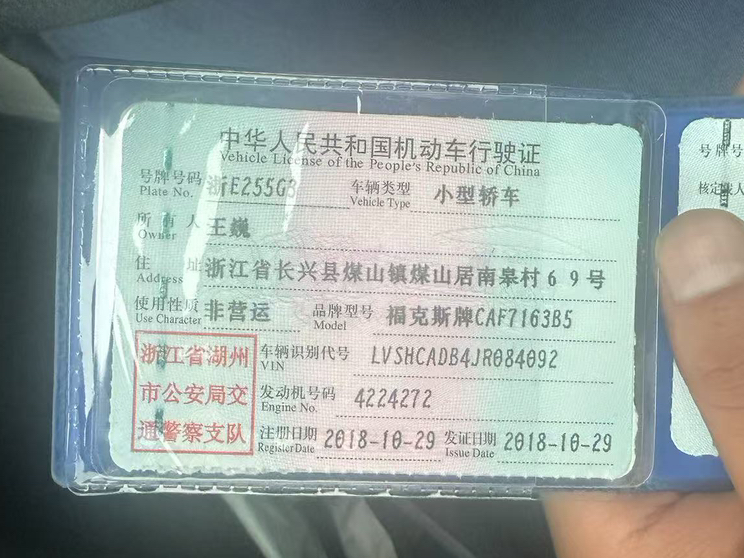 中华人民共和国机动车行驶证
Vehicle License of the People's Republic of China
号牌号码 浙E255G3 车辆类型 小型轿车
Plate No. Vehicle Type
所有人 王巍
Owner
住址 浙江省长兴县煤山镇煤山居南皋村69号
Address
使用性质 非营运 品牌型号 福克斯牌CAF7163B5
Use Character Model
浙江省湖州
市公安局交
通警察支队
车辆识别代号 LVSHCADB4JR084092
VIN
发动机号码 4224272
Engine No.
注册日期 2018-10-29 发证日期 2018-10-29
Register Date Issue Date
号牌号